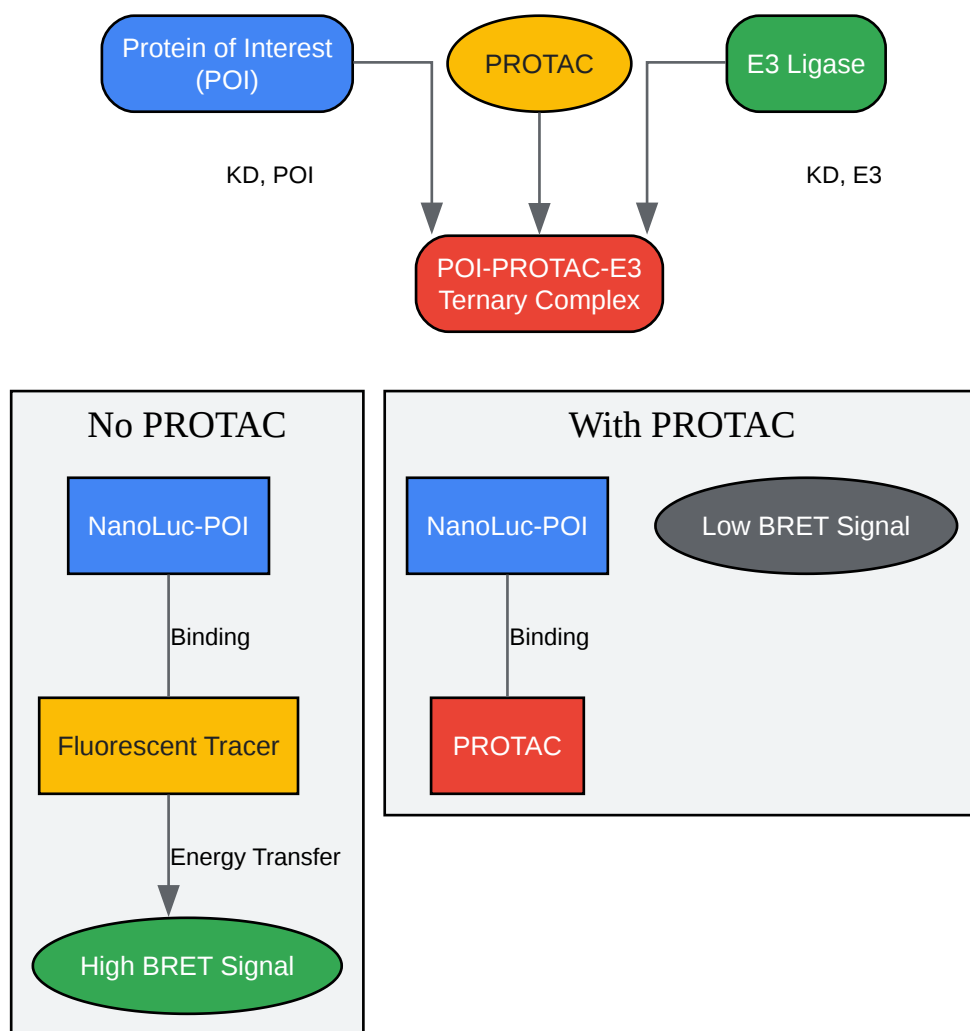 Protein of Interest
(POI)
PROTAC
E3 Ligase
KD, POI
KD, E3
POI-PROTAC-E3
Ternary Complex
No PROTAC
NanoLuc-POI
Binding
Fluorescent Tracer
Energy Transfer
High BRET Signal
With PROTAC
NanoLuc-POI
Low BRET Signal
Binding
PROTAC